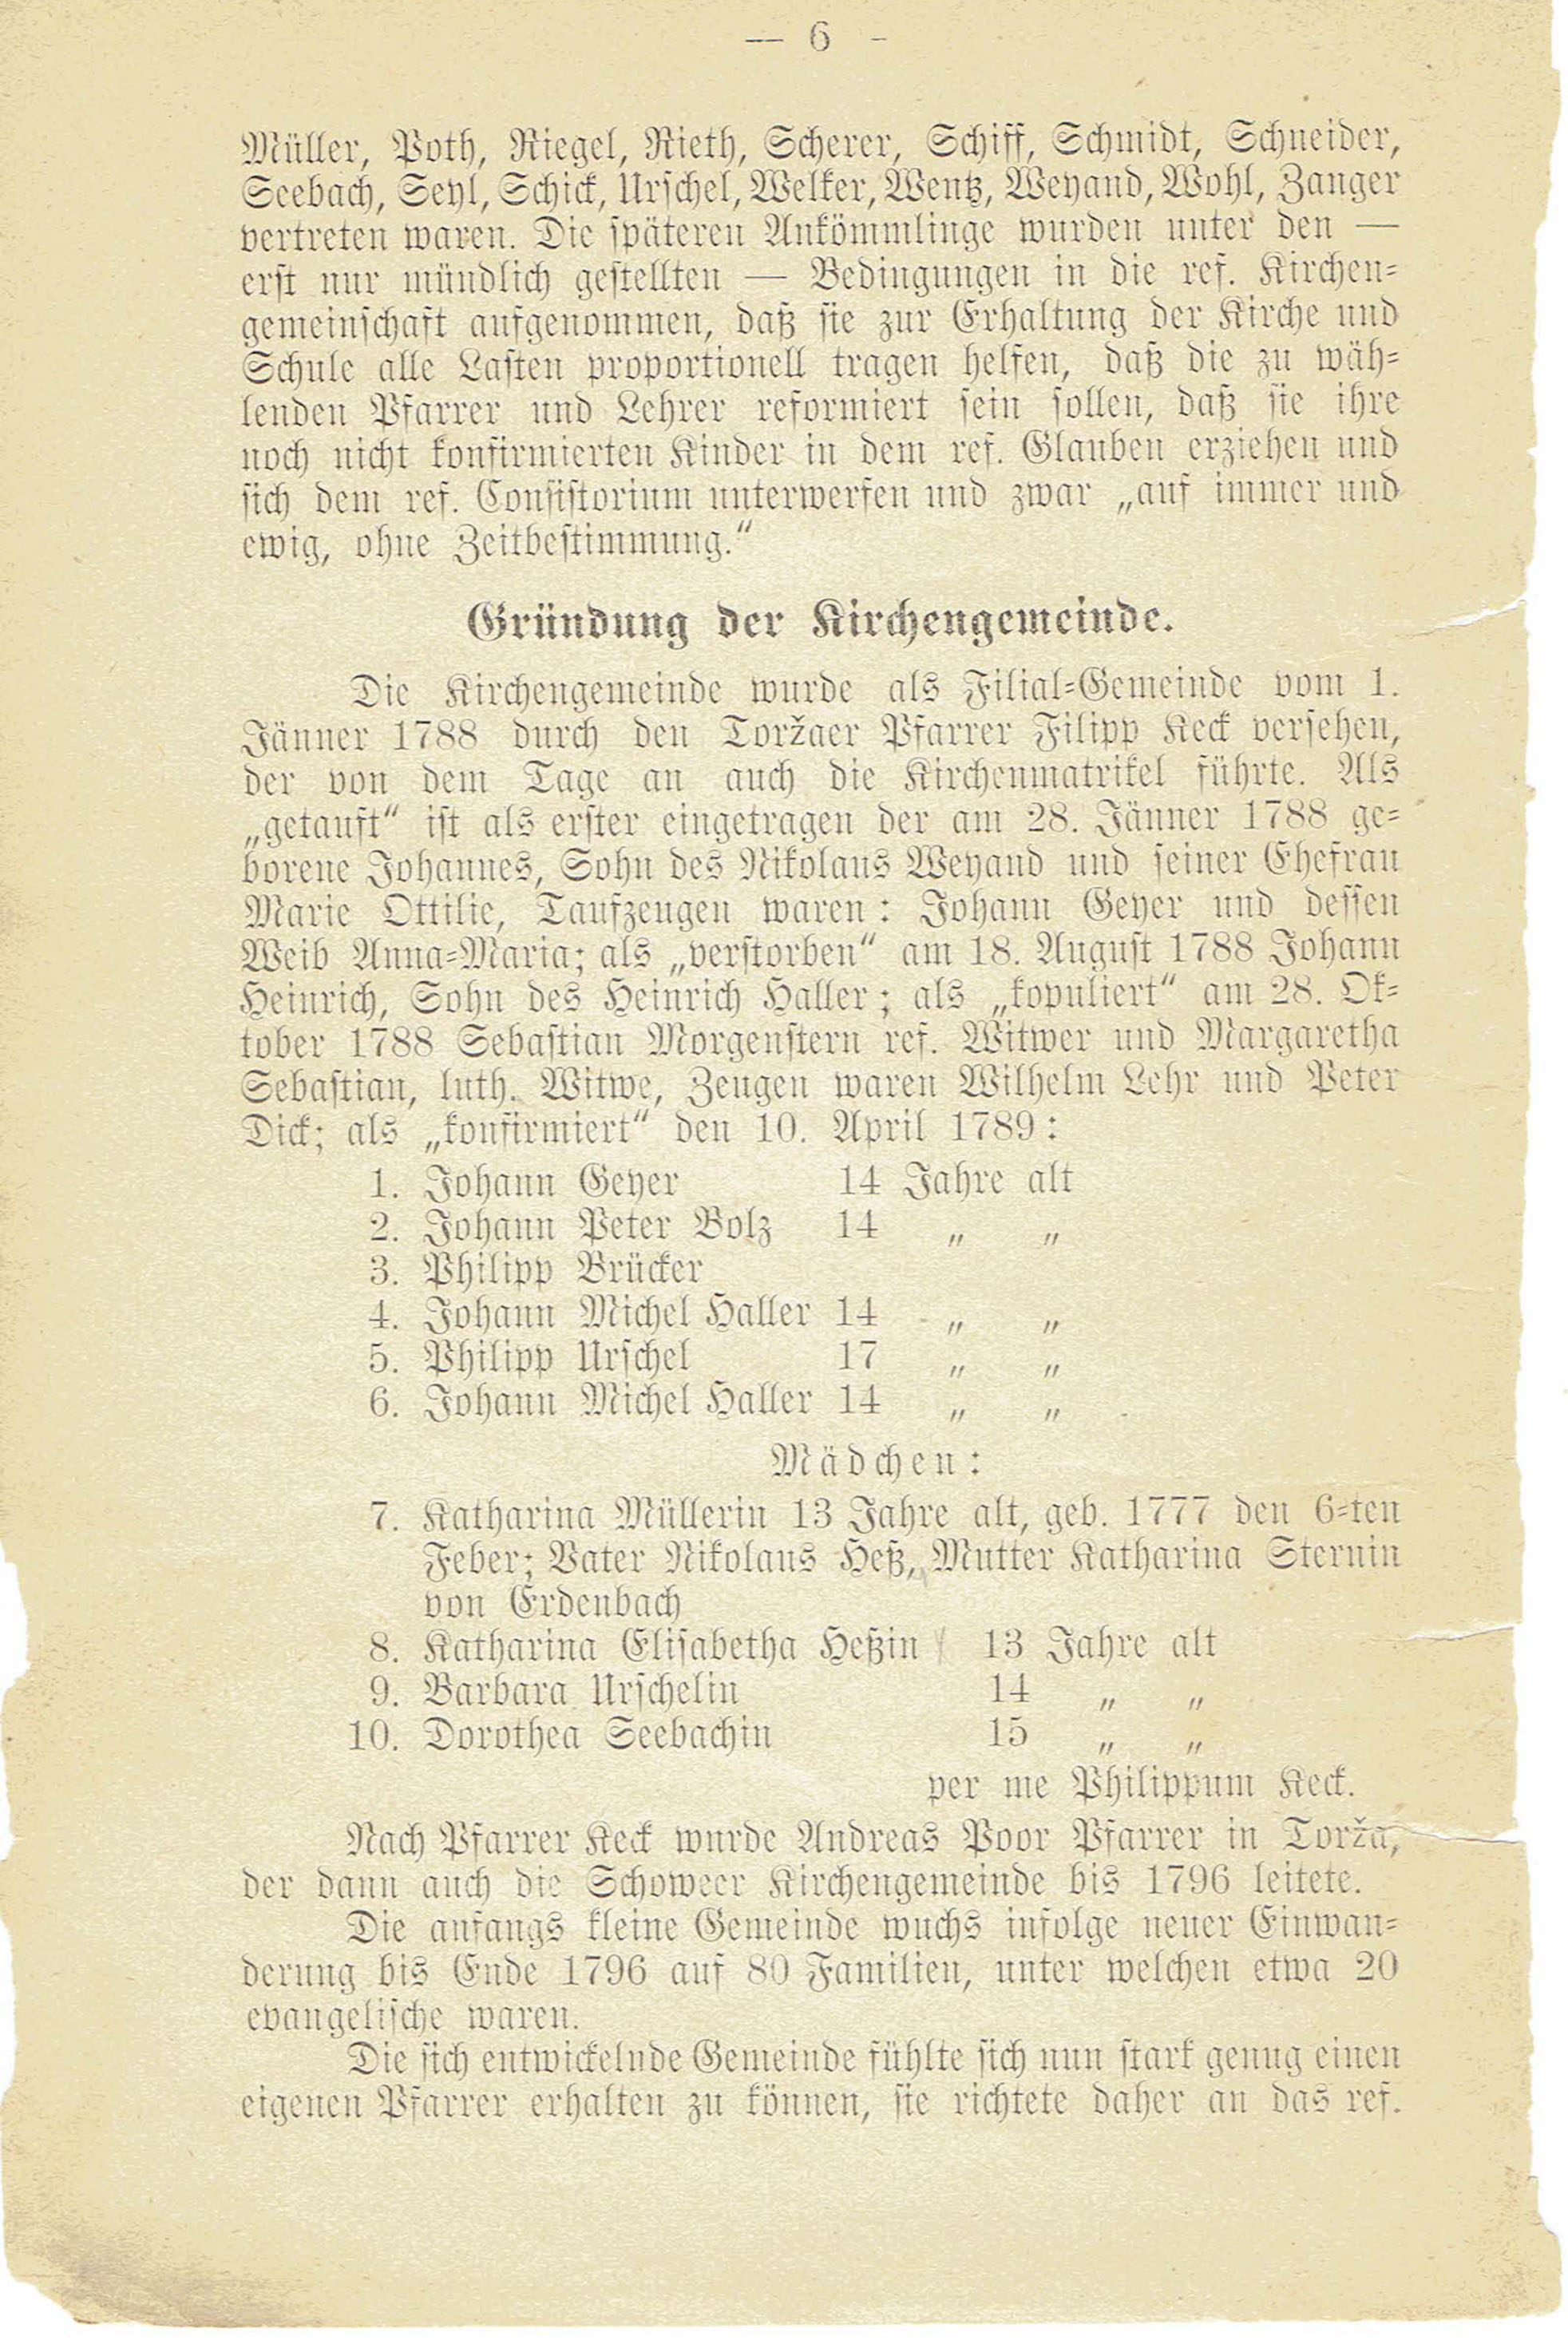 — 6 -
Müller, Poth, Riegel, Rieth, Scherer, Schiff, Schmidt, Schneider,
Seebach, Seyl, Schick, Urschel, Welker, Wentz, Weyand, Wohl, Zanger
vertreten waren. Die späteren Ankömmlinge wurden unter den —
erst nur mündlich gestellten — Bedingungen in die ref. Kirchen-
gemeinschaft aufgenommen, daß sie zur Erhaltung der Kirche und
Schule alle Lasten proportionell tragen helfen, daß die zu wäh-
lenden Pfarrer und Lehrer reformiert sein sollen, daß sie ihre
noch nicht konfirmierten Kinder in dem ref. Glauben erziehen und
sich dem ref. Consistorium unterwerfen und zwar „auf immer und
ewig, ohne Zeitbestimmung.“
Gründung der Kirchengemeinde.
Die Kirchengemeinde wurde als Filial-Gemeinde vom 1.
Jänner 1788 durch den Toržaer Pfarrer Filipp Keck versehen,
der von dem Tage an auch die Kirchenmatrikel führte. Als
„getauft“ ist als erster eingetragen der am 28. Jänner 1788 ge-
borene Johannes, Sohn des Nikolaus Weyand und seiner Ehefrau
Marie Ottilie, Taufzeugen waren: Johann Geyer und dessen
Weib Anna-Maria; als „verstorben“ am 18. August 1788 Johann
Heinrich, Sohn des Heinrich Haller; als „kopuliert“ am 28. Ok-
tober 1788 Sebastian Morgenstern ref. Witwer und Margaretha
Sebastian, luth. Witwe, Zeugen waren Wilhelm Lehr und Peter
Dick; als „konfirmiert“ den 10. April 1789:
1. Johann Geyer 14 Jahre alt
2. Johann Peter Bolz 14 „ „
3. Philipp Brücker
4. Johann Michel Haller 14 „ „
5. Philipp Urschel 17 „ „
6. Johann Michel Haller 14 „ „
Mädchen:
7. Katharina Müllerin 13 Jahre alt, geb. 1777 den 6-ten
Feber; Vater Nikolaus Heß, Mutter Katharina Sternin
von Erdenbach
8. Katharina Elisabetha Heßin 13 Jahre alt
9. Barbara Urschelin 14 „ „
10. Dorothea Seebachin 15 „ „
per me Philippum Keck.
Nach Pfarrer Keck wurde Andreas Poor Pfarrer in Torža,
der dann auch die Schoweer Kirchengemeinde bis 1796 leitete.
Die anfangs kleine Gemeinde wuchs infolge neuer Einwan-
derung bis Ende 1796 auf 80 Familien, unter welchen etwa 20
evangelische waren.
Die sich entwickelnde Gemeinde fühlte sich nun stark genug einen
eigenen Pfarrer erhalten zu können, sie richtete daher an das ref.